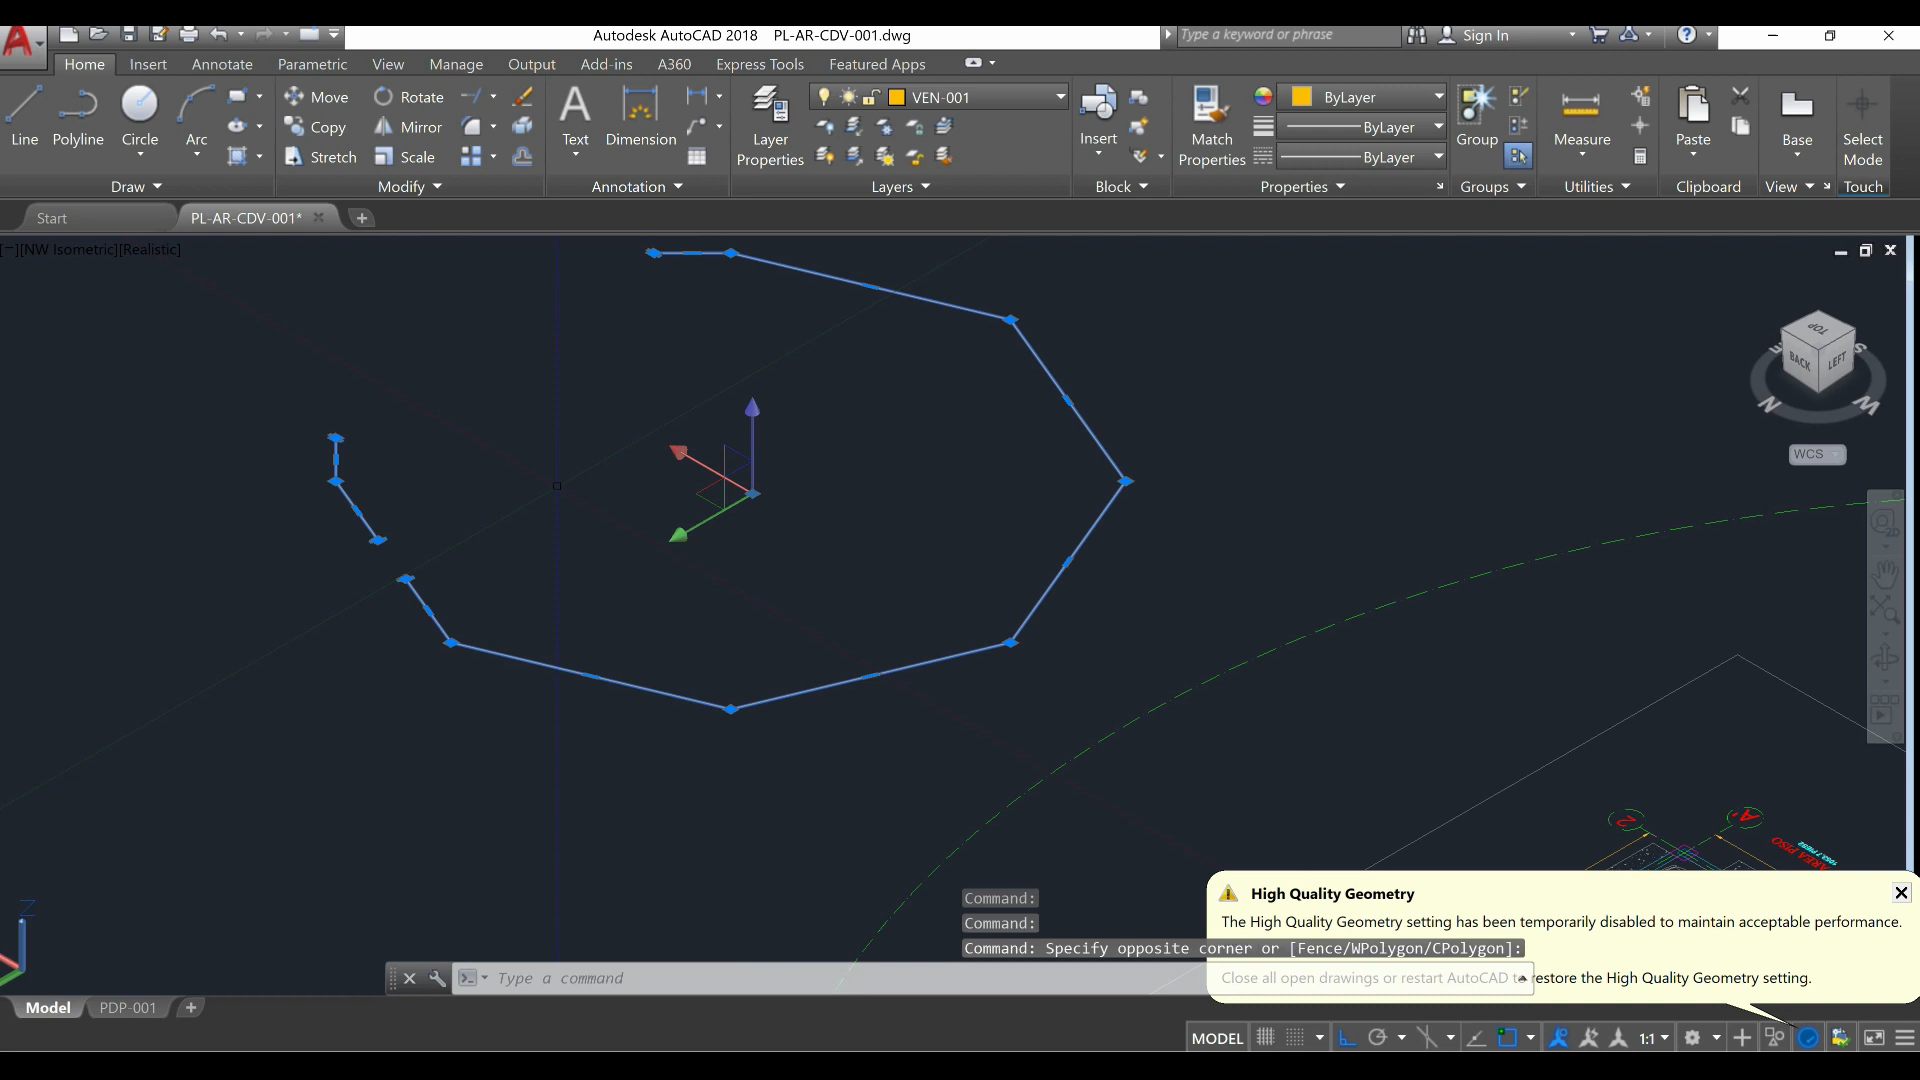 Autodesk AutoCAD 2018 PL-AR-CDV-001.dwg
Type a keyword or phrase
Sign In
Home Insert Annotate Parametric View Manage Output Add-ins A360 Express Tools Featured Apps
Line Polyline Circle Arc
Move Rotate
Copy Mirror
Stretch Scale
Text Dimension
Layer Properties
VEN-001
Insert
Match Properties
ByLayer
ByLayer
ByLayer
Group
Measure
Paste
Base
Select Mode
Draw Modify Annotation Layers Block Properties Groups Utilities Clipboard View Touch
Start PL-AR-CDV-001*
[−][NW Isometric][Realistic]
TOP
BACK LEFT
N W S
WCS
2 A'
AREA PISO
Z
Command:
Command:
Command: Specify opposite corner or [Fence/WPolygon/CPolygon]:
Type a command
High Quality Geometry
The High Quality Geometry setting has been temporarily disabled to maintain acceptable performance.
Close all open drawings or restart AutoCAD to restore the High Quality Geometry setting.
Model PDP-001
MODEL 1:1